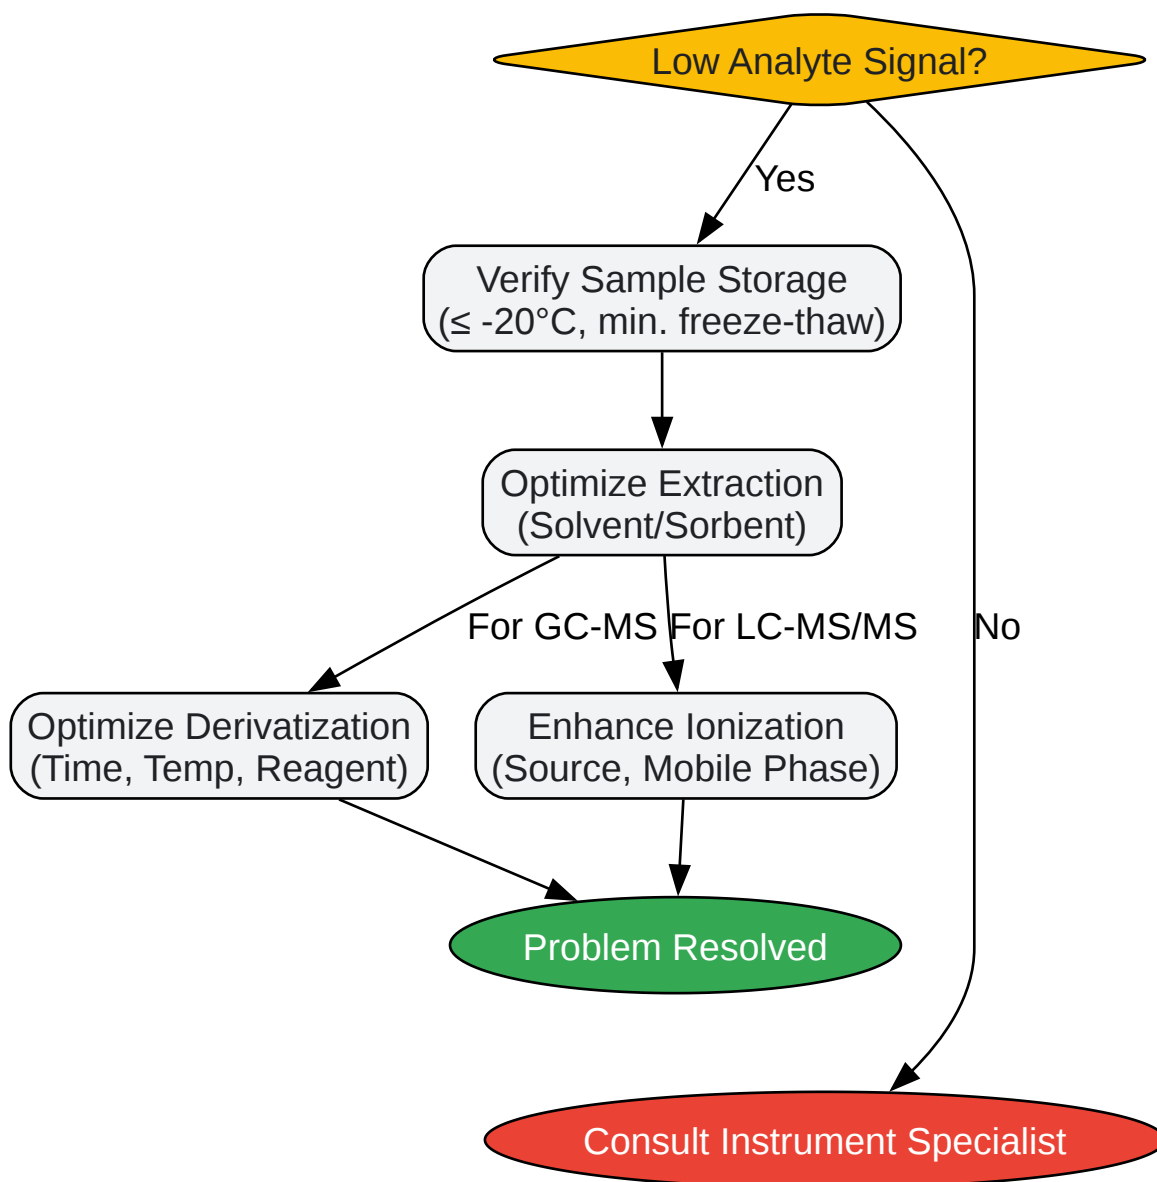 Low Analyte Signal?
Yes
Verify Sample Storage
(≤ -20°C, min. freeze-thaw)
Optimize Extraction
(Solvent/Sorbent)
For GC-MS
For LC-MS/MS
No
Optimize Derivatization
(Time, Temp, Reagent)
Enhance Ionization
(Source, Mobile Phase)
Problem Resolved
Consult Instrument Specialist